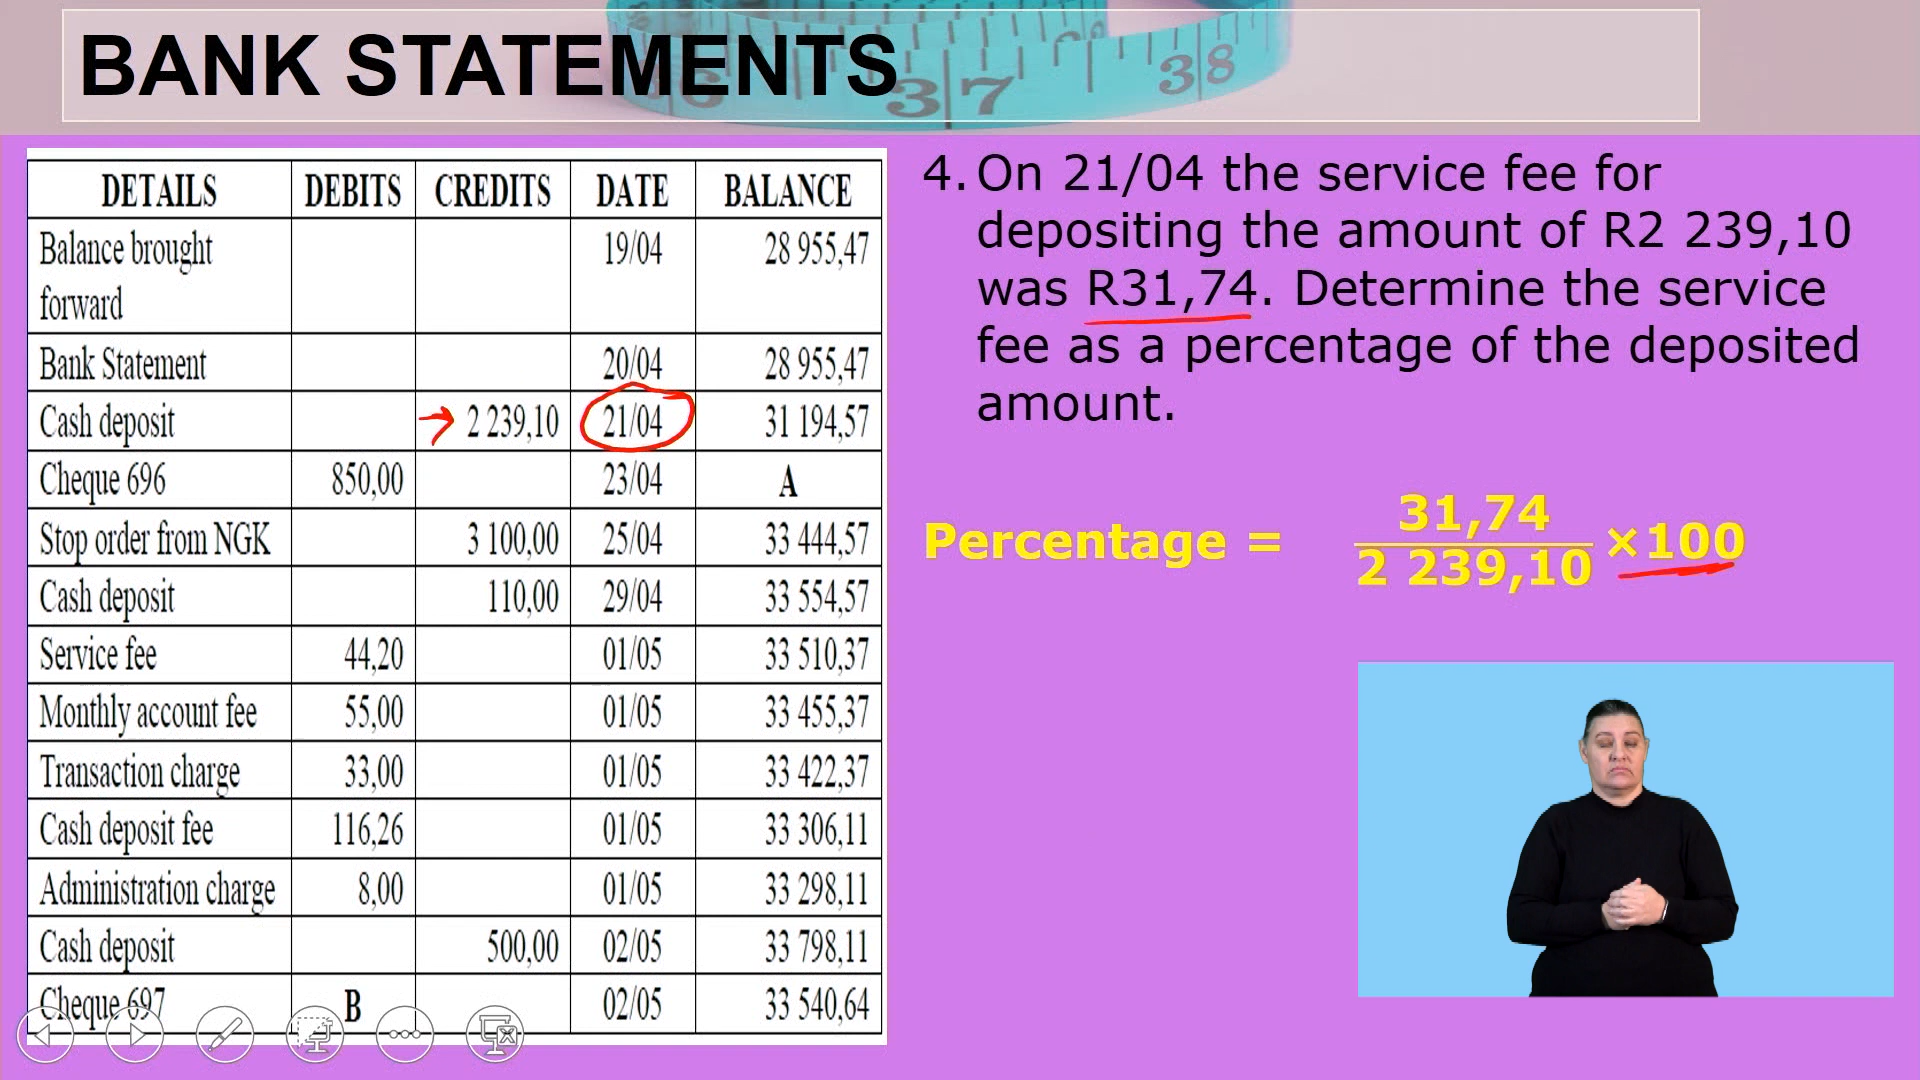 BANK STATEMENTS
36 37 38
DETAILS DEBITS CREDITS DATE BALANCE
Balance brought
forward 19/04 28 955,47
Bank Statement 20/04 28 955,47
Cash deposit 2 239,10 21/04 31 194,57
Cheque 696 850,00 23/04 A
Stop order from NGK 3 100,00 25/04 33 444,57
Cash deposit 110,00 29/04 33 554,57
Service fee 44,20 01/05 33 510,37
Monthly account fee 55,00 01/05 33 455,37
Transaction charge 33,00 01/05 33 422,37
Cash deposit fee 116,26 01/05 33 306,11
Administration charge 8,00 01/05 33 298,11
Cash deposit 500,00 02/05 33 798,11
Cheque 697 B 02/05 33 540,64
4. On 21/04 the service fee for
depositing the amount of R2 239,10
was R31,74. Determine the service
fee as a percentage of the deposited
amount.
31,74
Percentage = ×100
2 239,10